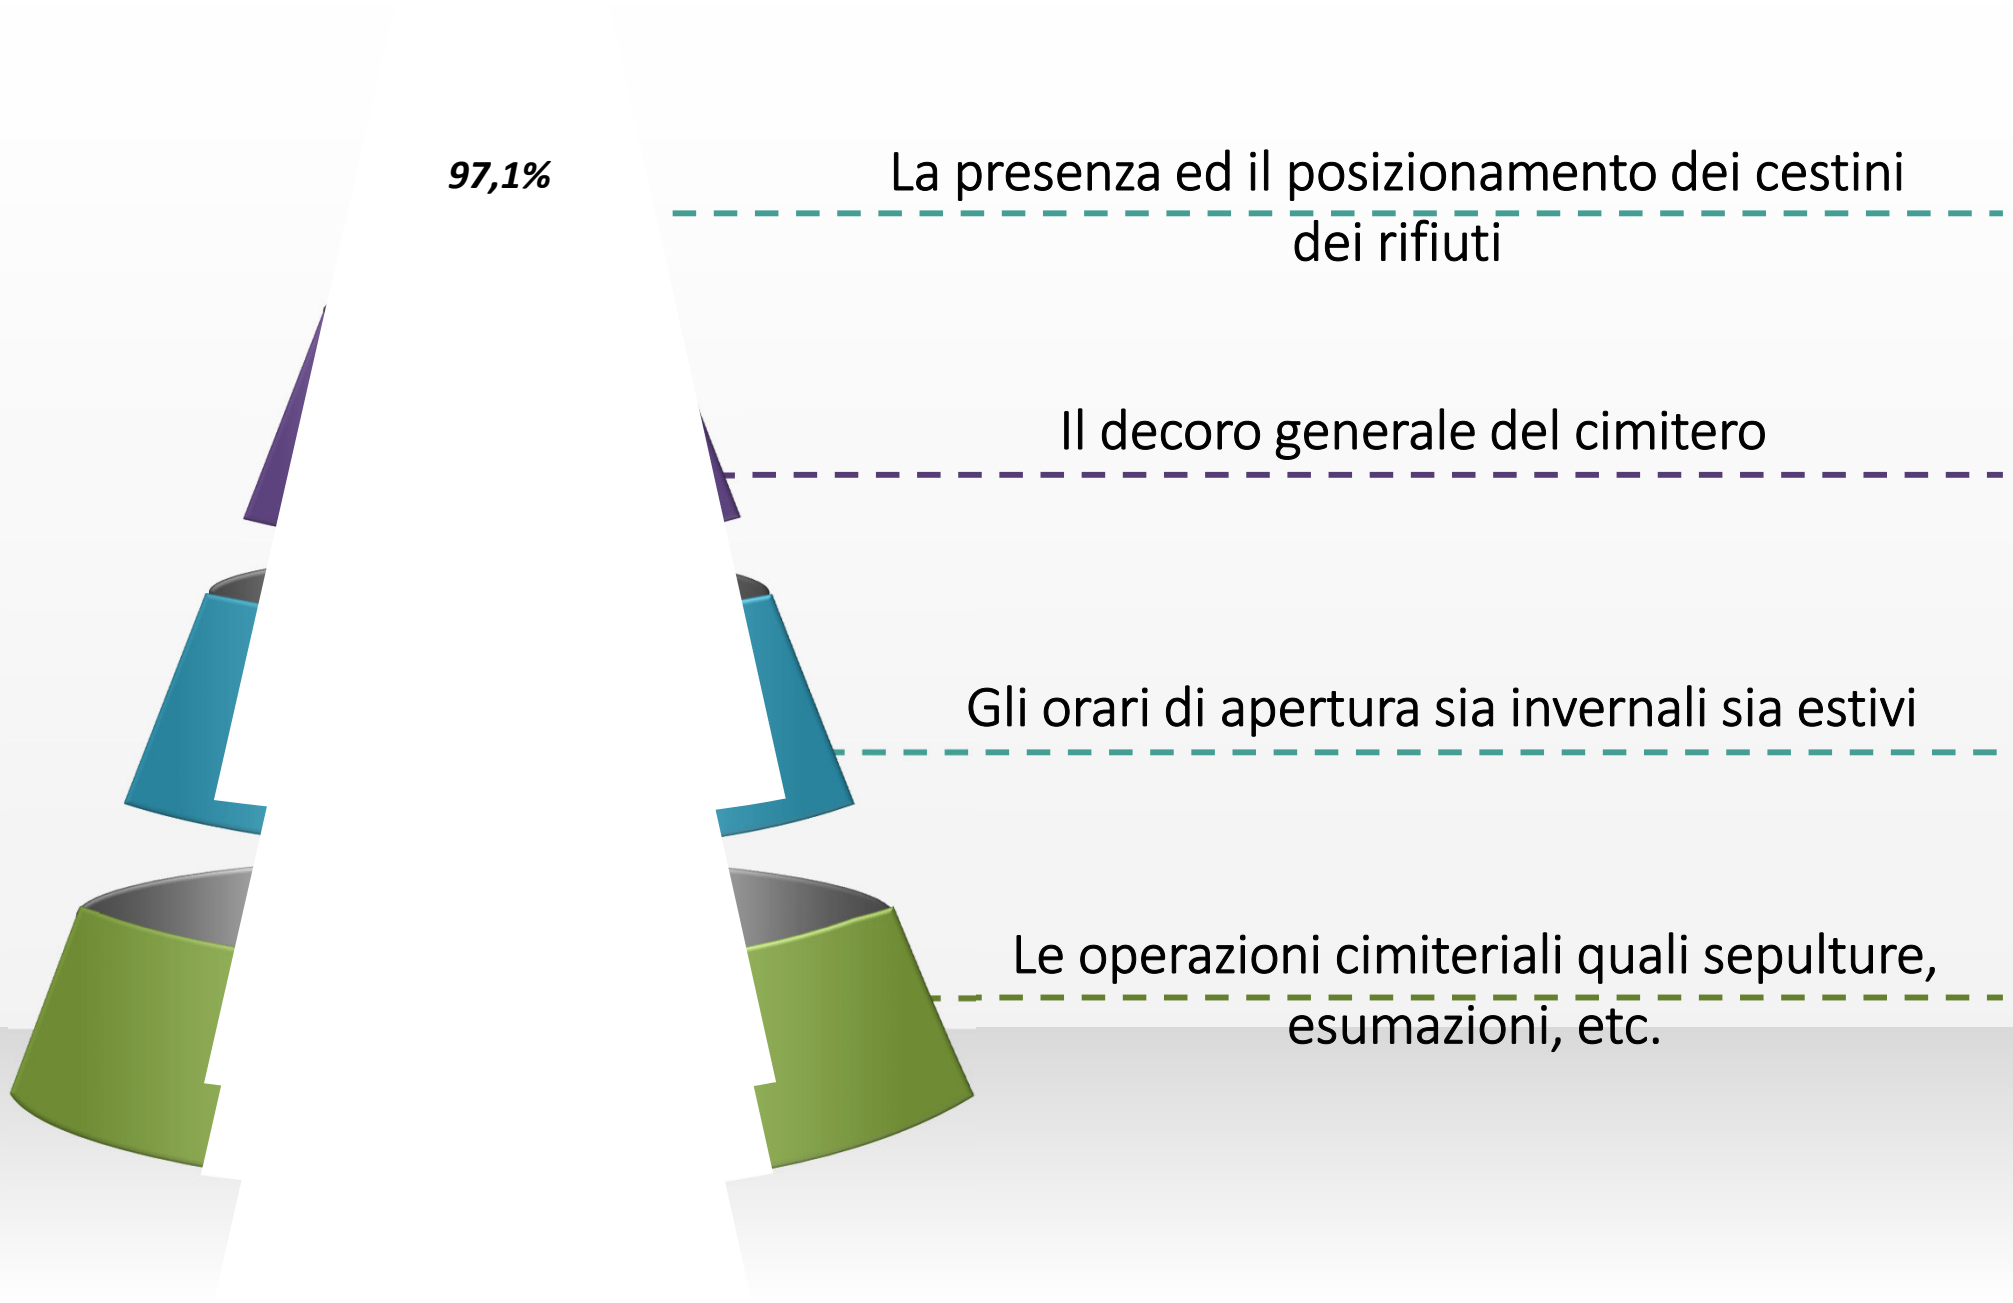 97,1%
La presenza ed il posizionamento dei cestini
dei rifiuti
Il decoro generale del cimitero
Gli orari di apertura sia invernali sia estivi
Le operazioni cimiteriali quali sepulture,
esumazioni, etc.